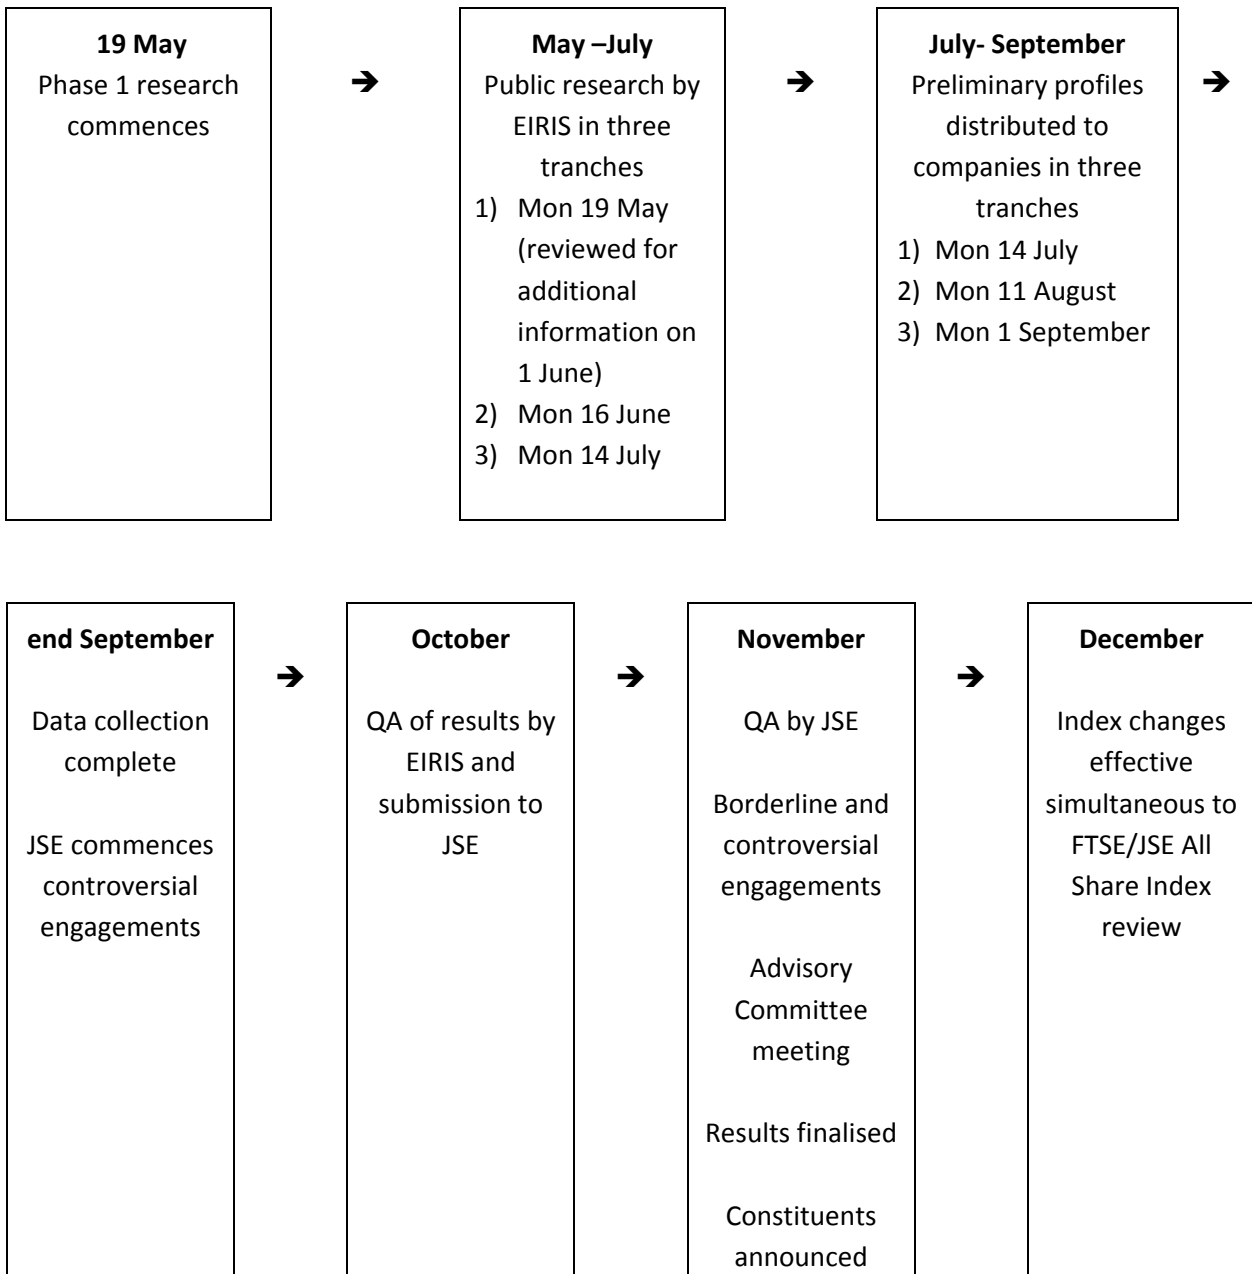 19 May
Phase 1 research
commences
➔
May –July
Public research by
EIRIS in three
tranches
1) Mon 19 May
(reviewed for
additional
information on
1 June)
2) Mon 16 June
3) Mon 14 July
➔
July- September
Preliminary profiles
distributed to
companies in three
tranches
1) Mon 14 July
2) Mon 11 August
3) Mon 1 September
➔
end September
Data collection
complete
JSE commences
controversial
engagements
➔
October
QA of results by
EIRIS and
submission to
JSE
➔
November
QA by JSE
Borderline and
controversial
engagements
Advisory
Committee
meeting
Results finalised
Constituents
announced
➔
December
Index changes
effective
simultaneous to
FTSE/JSE All
Share Index
review